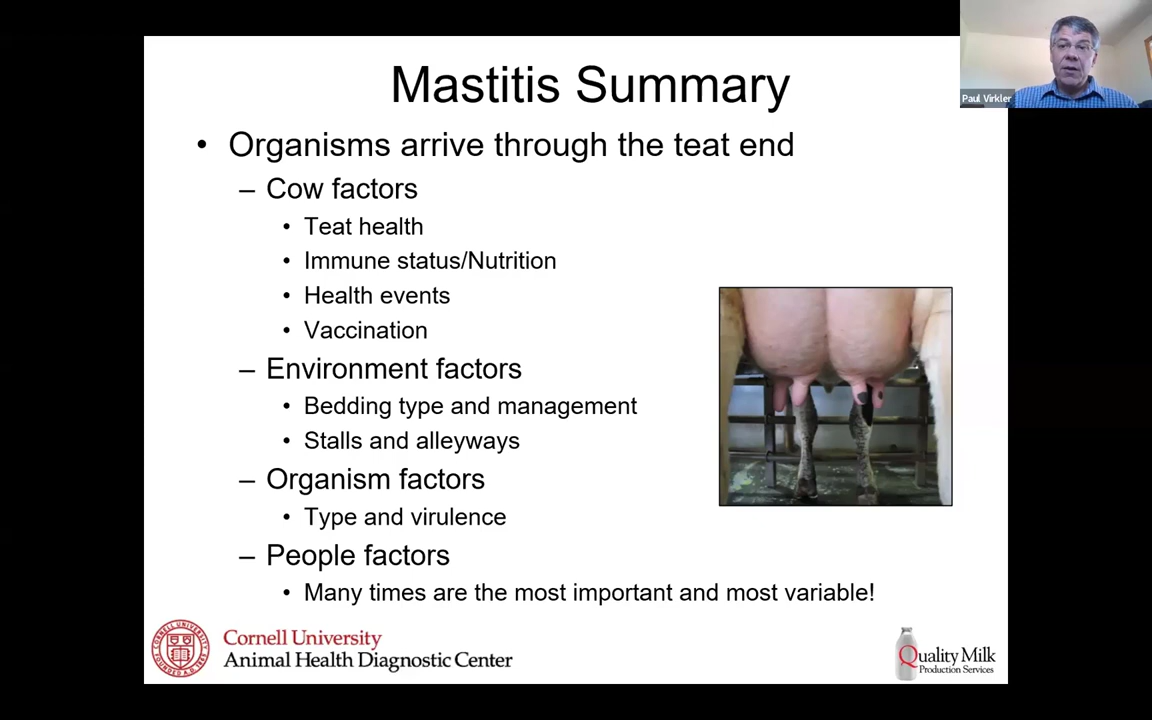 Mastitis Summary
Paul Virkler
• Organisms arrive through the teat end
– Cow factors
• Teat health
• Immune status/Nutrition
• Health events
• Vaccination
– Environment factors
• Bedding type and management
• Stalls and alleyways
– Organism factors
• Type and virulence
– People factors
• Many times are the most important and most variable!
Cornell University
Animal Health Diagnostic Center
Quality Milk
Production Services